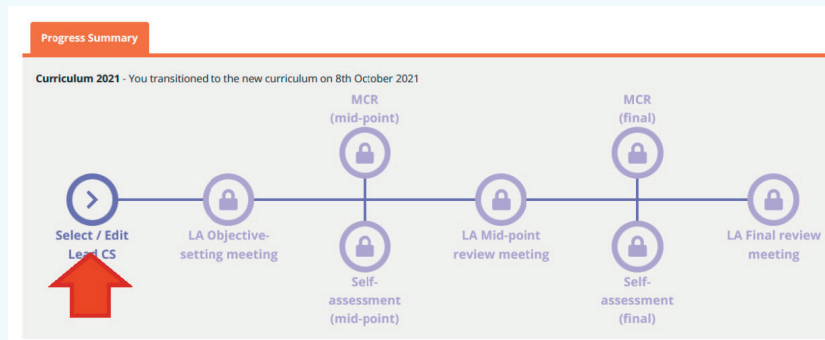 Progress Summary
Curriculum 2021 - You transitioned to the new curriculum on 8th October 2021
MCR
(mid-point)
MCR
(final)
Select / Edit
Lead CS
LA Objective-
setting meeting
LA Mid-point
review meeting
LA Final review
meeting
Self-
assessment
(mid-point)
Self-
assessment
(final)